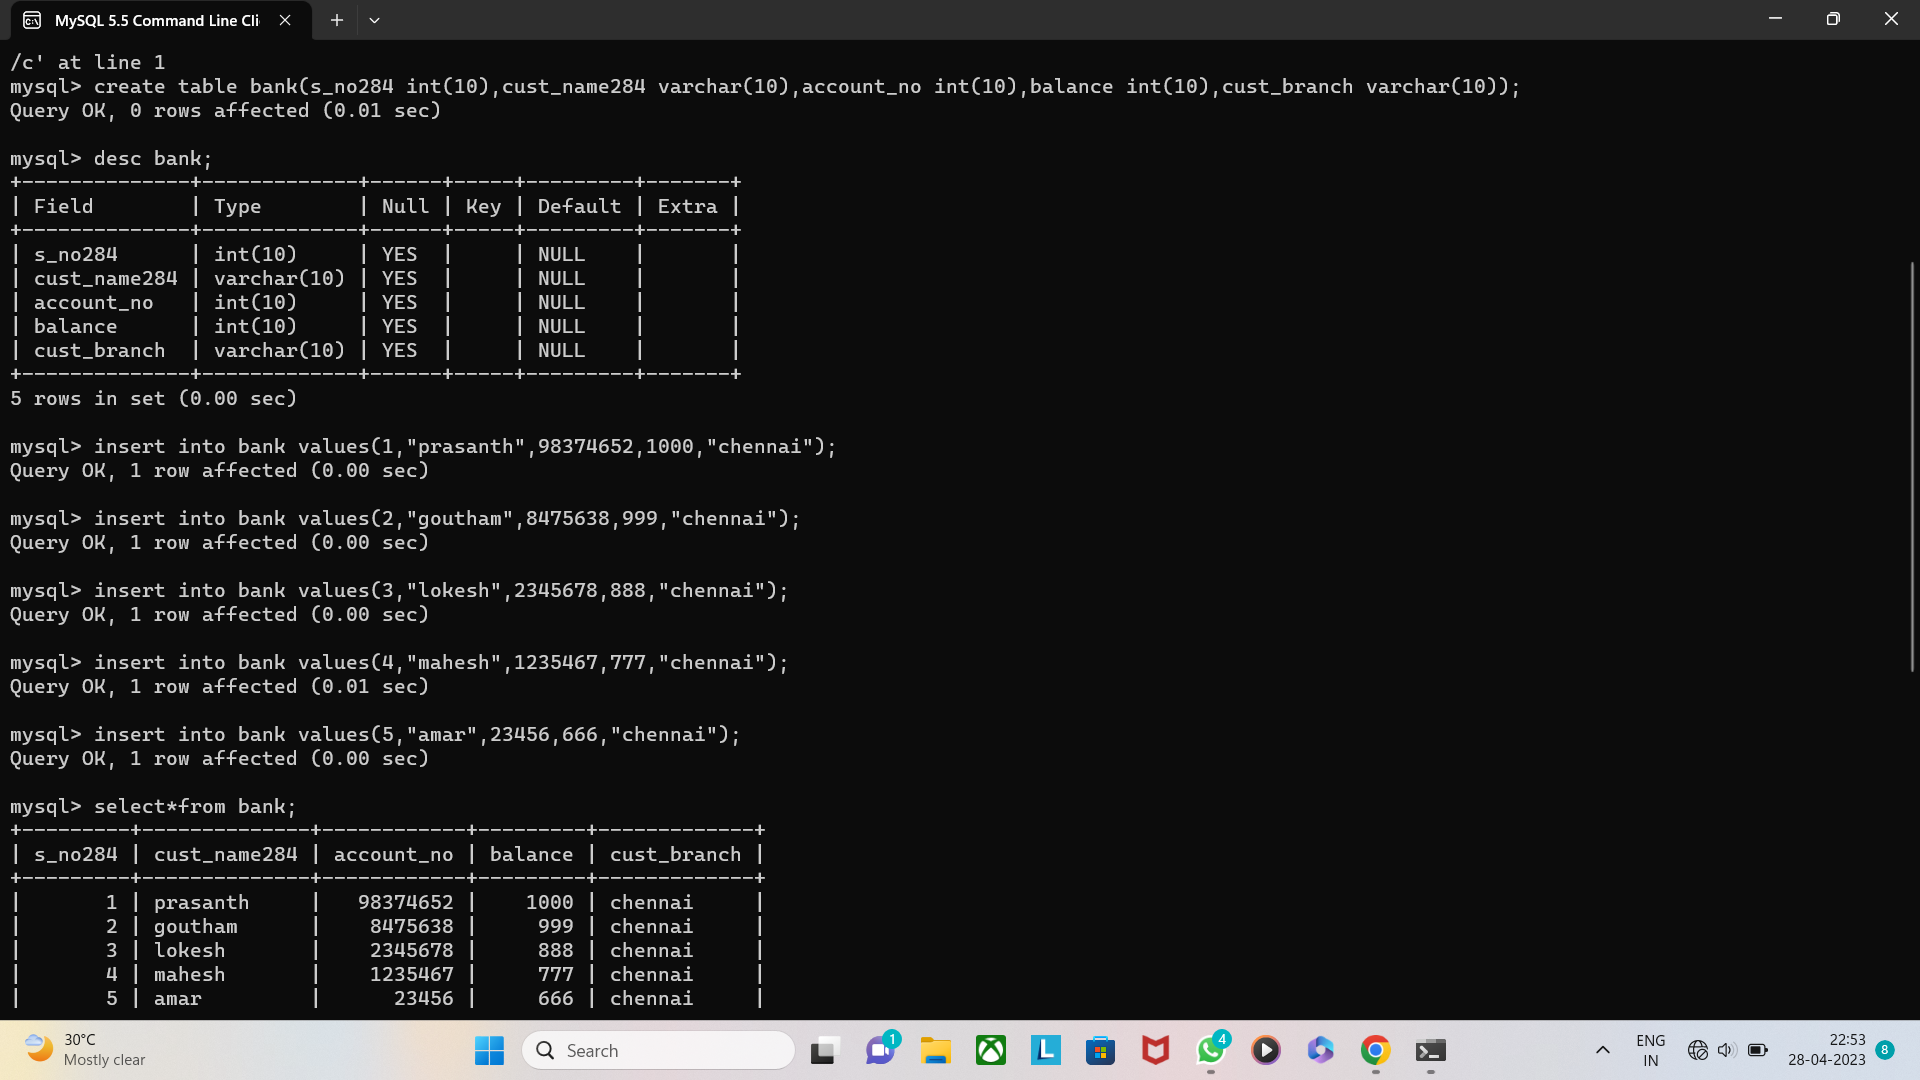 MySQL 5.5 Command Line Cli
/c' at line 1
mysql> create table bank(s_no284 int(10),cust_name284 varchar(10),account_no int(10),balance int(10),cust_branch varchar(10));
Query OK, 0 rows affected (0.01 sec)
mysql> desc bank;
+--------------+-------------+------+-----+---------+-------+
| Field        | Type        | Null | Key | Default | Extra |
+--------------+-------------+------+-----+---------+-------+
| s_no284      | int(10)     | YES  |     | NULL    |       |
| cust_name284 | varchar(10) | YES  |     | NULL    |       |
| account_no   | int(10)     | YES  |     | NULL    |       |
| balance      | int(10)     | YES  |     | NULL    |       |
| cust_branch  | varchar(10) | YES  |     | NULL    |       |
+--------------+-------------+------+-----+---------+-------+
5 rows in set (0.00 sec)
mysql> insert into bank values(1,"prasanth",98374652,1000,"chennai");
Query OK, 1 row affected (0.00 sec)
mysql> insert into bank values(2,"goutham",8475638,999,"chennai");
Query OK, 1 row affected (0.00 sec)
mysql> insert into bank values(3,"lokesh",2345678,888,"chennai");
Query OK, 1 row affected (0.00 sec)
mysql> insert into bank values(4,"mahesh",1235467,777,"chennai");
Query OK, 1 row affected (0.01 sec)
mysql> insert into bank values(5,"amar",23456,666,"chennai");
Query OK, 1 row affected (0.00 sec)
mysql> select*from bank;
+---------+--------------+------------+---------+-------------+
| s_no284 | cust_name284 | account_no | balance | cust_branch |
+---------+--------------+------------+---------+-------------+
|       1 | prasanth     |   98374652 |    1000 | chennai     |
|       2 | goutham      |    8475638 |     999 | chennai     |
|       3 | lokesh       |    2345678 |     888 | chennai     |
|       4 | mahesh       |    1235467 |     777 | chennai     |
|       5 | amar         |      23456 |     666 | chennai     |
30°C
Mostly clear
Search
1
L
4
ENG
IN
22:53
28-04-2023
8